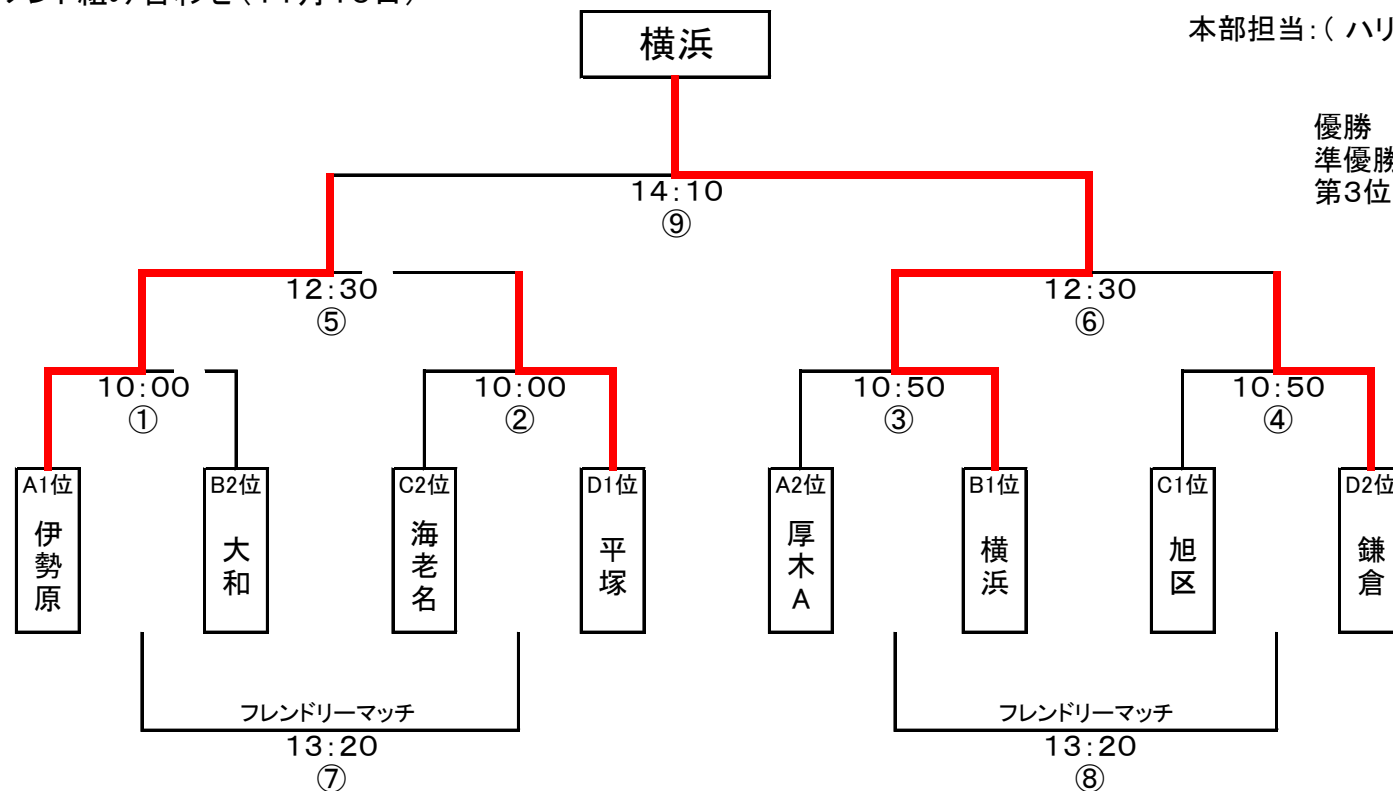 横浜
本部担当:( ハリ
優勝
準優勝
第3位
14:10
⑨
12:30
⑤
12:30
⑥
10:00
①
10:00
②
10:50
③
10:50
④
A1位
伊勢原
B2位
大和
C2位
海老名
D1位
平塚
A2位
厚木A
B1位
横浜
C1位
旭区
D2位
鎌倉
フレンドリーマッチ
13:20
⑦
フレンドリーマッチ
13:20
⑧